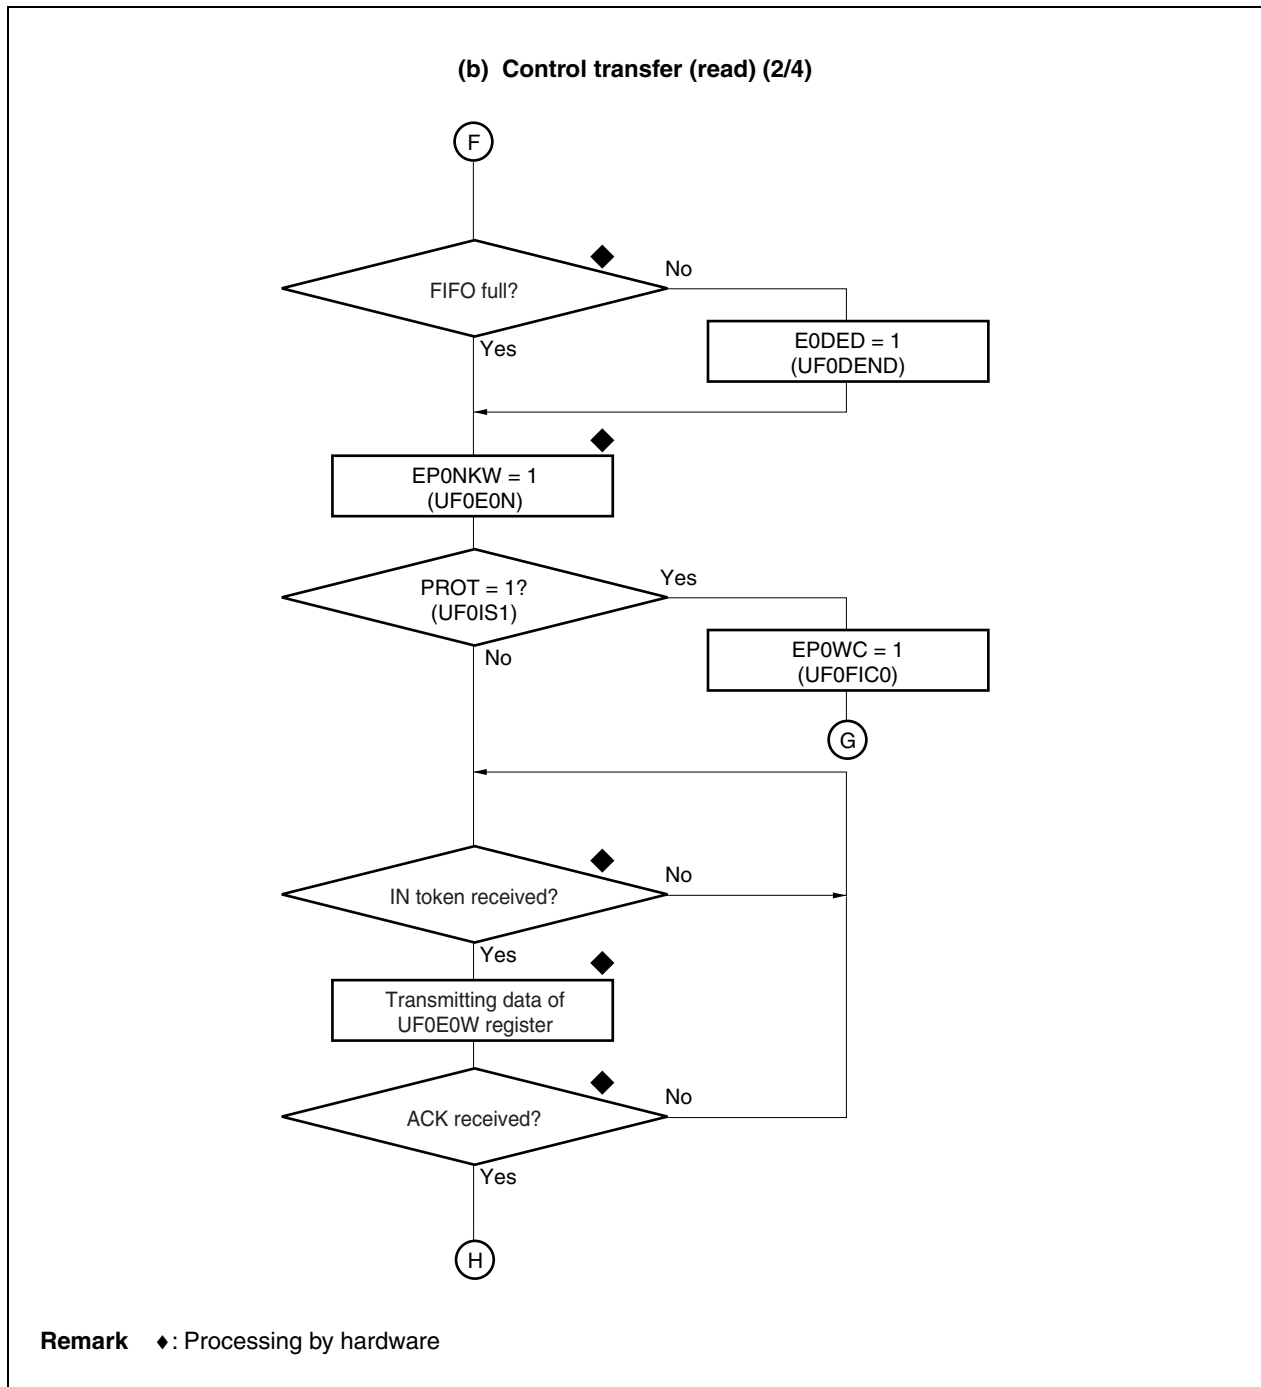 (b) Control transfer (read) (2/4)
F
FIFO full?
No
Yes
E0DED = 1
(UF0DEND)
EP0NKW = 1
(UF0E0N)
PROT = 1?
(UF0IS1)
Yes
No
EP0WC = 1
(UF0FIC0)
G
IN token received?
No
Yes
Transmitting data of
UF0E0W register
ACK received?
No
Yes
H
Remark ♦: Processing by hardware